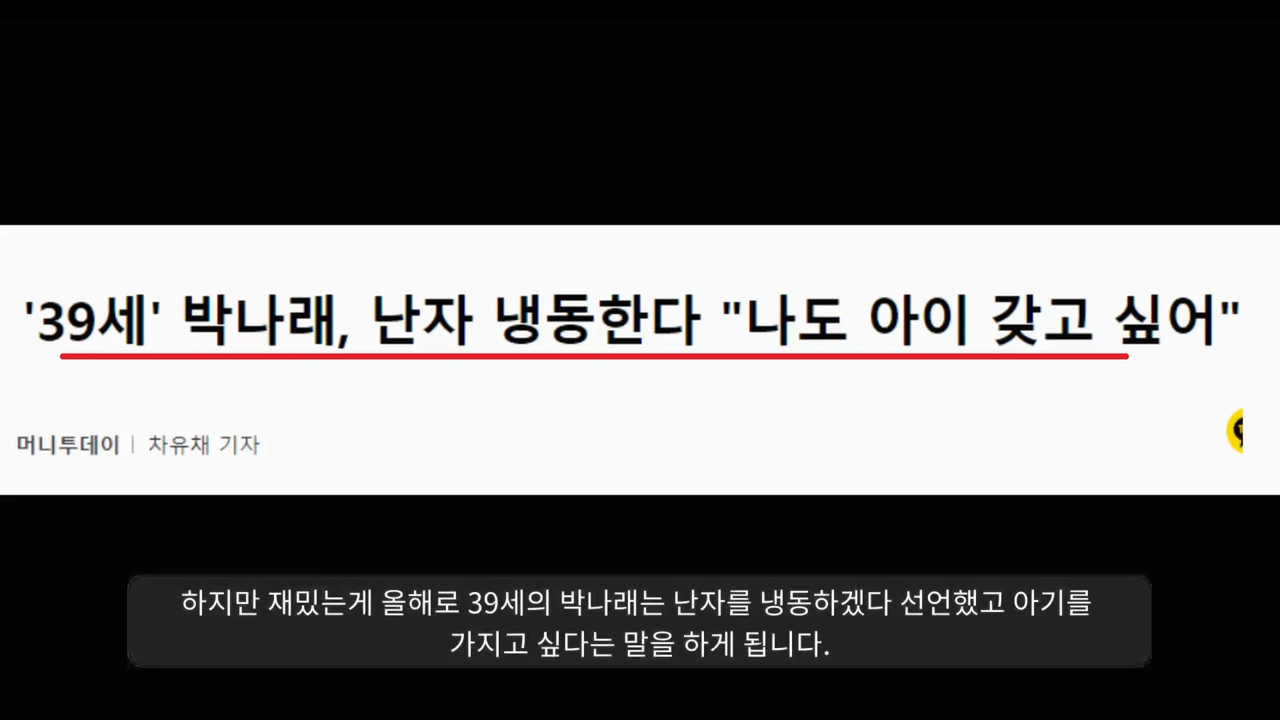 '39세' 박나래, 난자 냉동한다 "나도 아이 갖고 싶어"
머니투데이 | 차유채 기자
하지만 재밌는게 올해로 39세의 박나래는 난자를 냉동하겠다 선언했고 아기를
가지고 싶다는 말을 하게 됩니다.